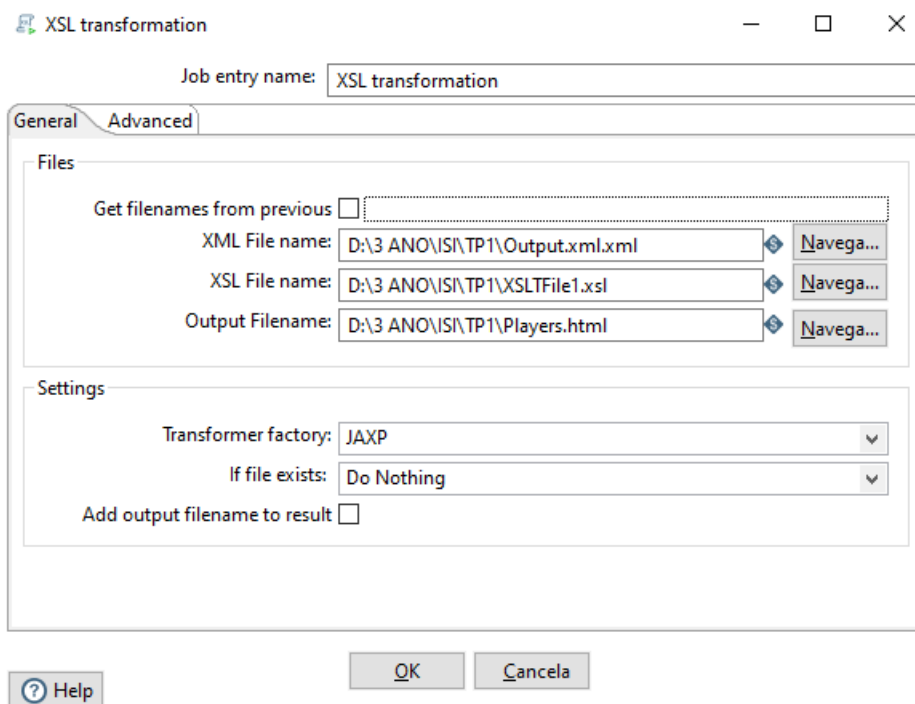 XSL transformation
Job entry name: XSL transformation
General Advanced
Files
Get filenames from previous
XML File name: D:\3 ANO\ISI\TP1\Output.xml.xml Navega...
XSL File name: D:\3 ANO\ISI\TP1\XSLTFile1.xsl Navega...
Output Filename: D:\3 ANO\ISI\TP1\Players.html Navega...
Settings
Transformer factory: JAXP
If file exists: Do Nothing
Add output filename to result
OK Cancela
Help